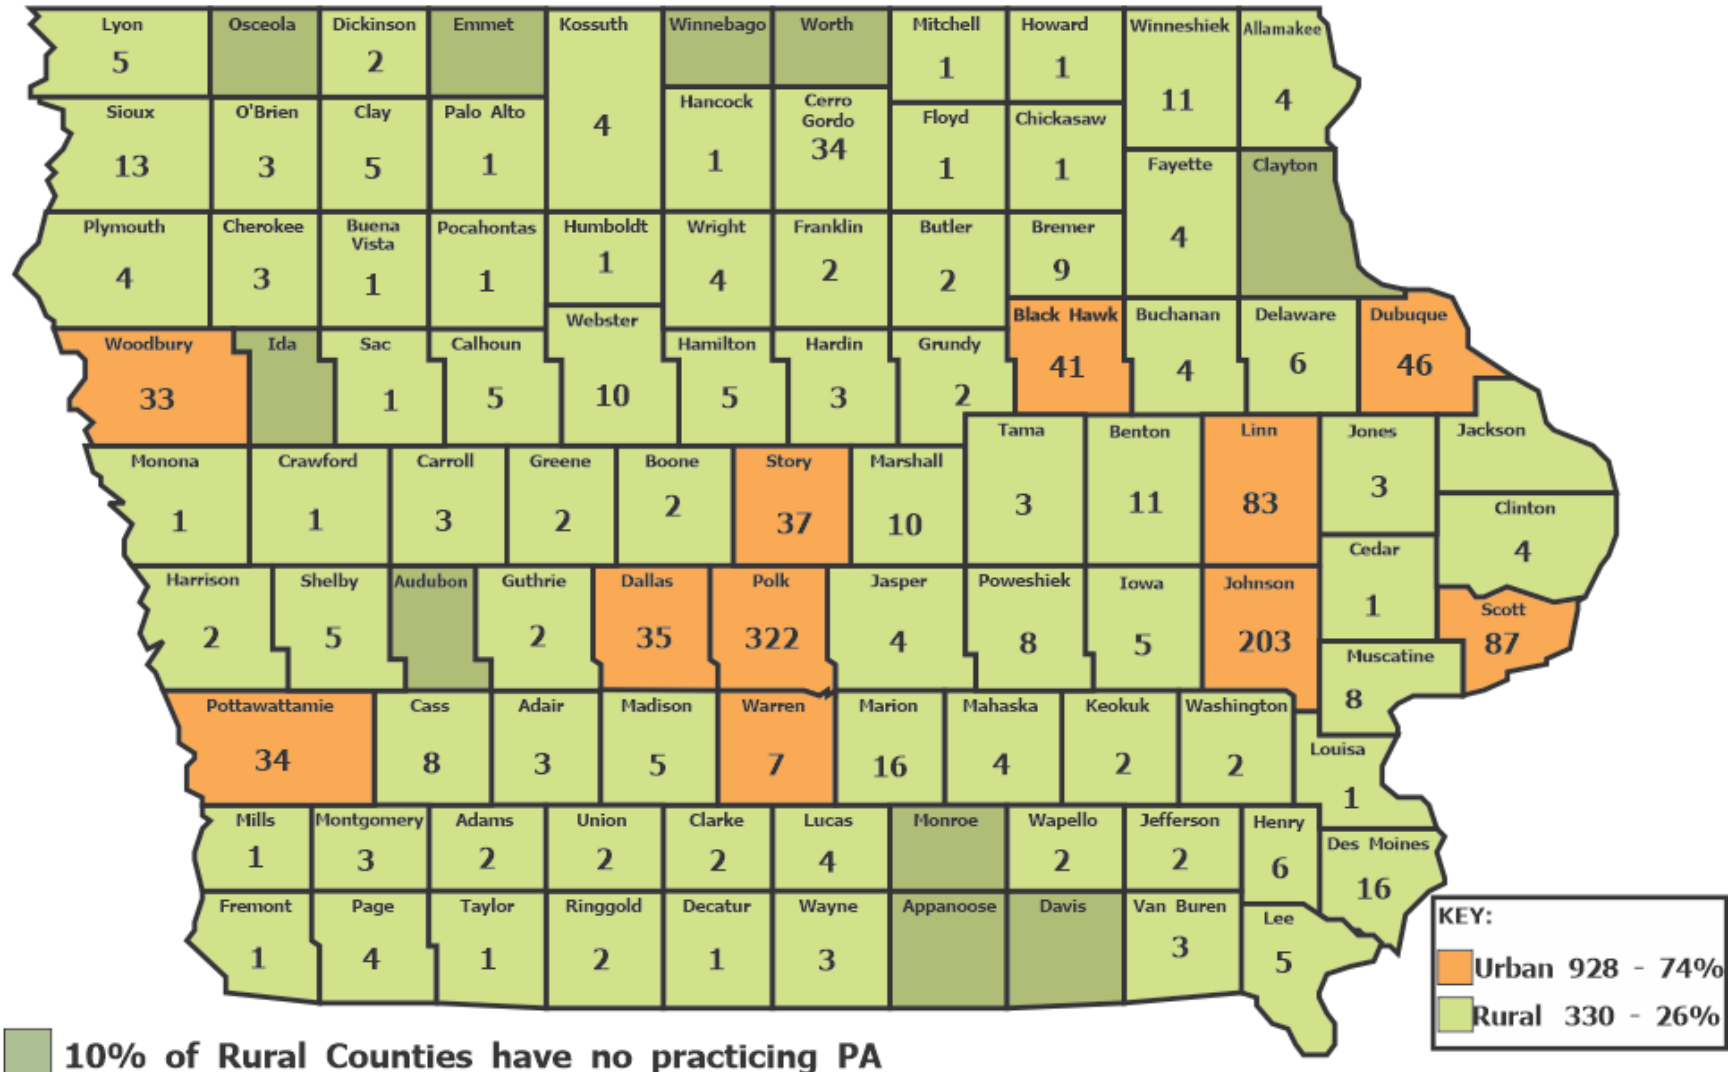 Lyon Osceola Dickinson Emmet Kossuth Winnebago Worth Mitchell Howard Winneshiek Allamakee
5 2 4 1 1 11 4
Sioux O'Brien Clay Palo Alto Hancock Cerro Gordo Floyd Chickasaw Fayette Clayton
13 3 5 1 1 34 1 1 4
Plymouth Cherokee Buena Vista Pocahontas Humboldt Wright Franklin Butler Bremer
4 3 1 1 1 4 2 2 9
Woodbury Ida Sac Calhoun Webster Hamilton Hardin Grundy Black Hawk Buchanan Delaware Dubuque
33 1 5 10 5 3 2 41 4 6 46
Monona Crawford Carroll Greene Boone Story Marshall Tama Benton Linn Jones Jackson
1 1 3 2 2 37 10 3 11 83 3
Clinton
4
Harrison Shelby Audubon Guthrie Dallas Polk Jasper Poweshiek Iowa Johnson Cedar Scott
2 5 2 35 322 4 8 5 203 1 87
Muscatine
8
Pottawattamie Cass Adair Madison Warren Marion Mahaska Keokuk Washington Louisa
34 8 3 5 7 16 4 2 2 1
Mills Montgomery Adams Union Clarke Lucas Monroe Wapello Jefferson Henry Des Moines
1 3 2 2 2 4 2 2 6 16
Fremont Page Taylor Ringgold Decatur Wayne Appanoose Davis Van Buren Lee
1 4 1 2 1 3 3 5
KEY:
Urban 928 - 74%
Rural 330 - 26%
10% of Rural Counties have no practicing PA